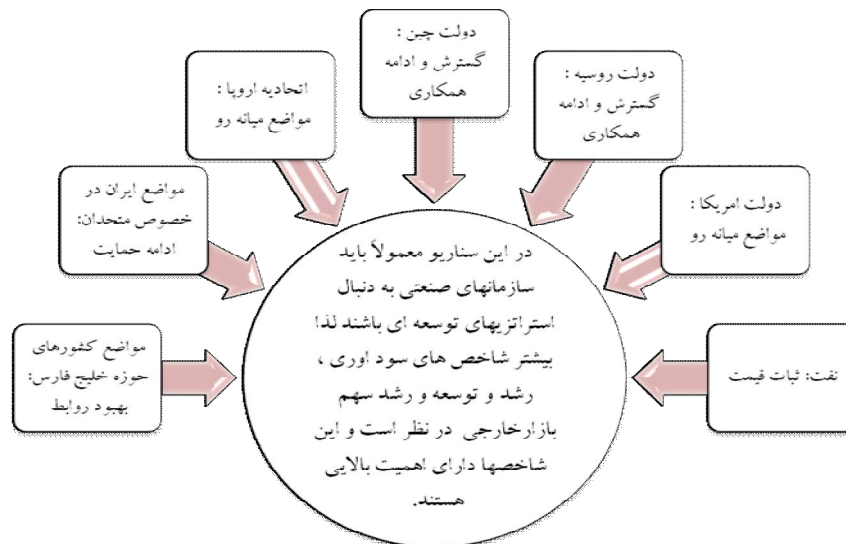 دولت چین :
گسترش و ادامه
همکاری
دولت روسیه :
گسترش و ادامه
همکاری
اتحادیه اروپا :
مواضع میانه رو
دولت امریکا :
مواضع میانه رو
مواضع ایران در
خصوص متحدان:
ادامه حمایت
نفت: ثبات قیمت
مواضع کشورهای
حوزه خلیج فارس:
بهبود روابط
در این سناریو معمولاً باید
سازمانهای صنعتی به دنبال
استراتژیهای توسعه ای باشند لذا
بیشتر شاخص های سود اوری ،
رشد و توسعه و رشد سهم
بازارخارجی در نظر است و این
شاخصها دارای اهمیت بالایی
هستند.